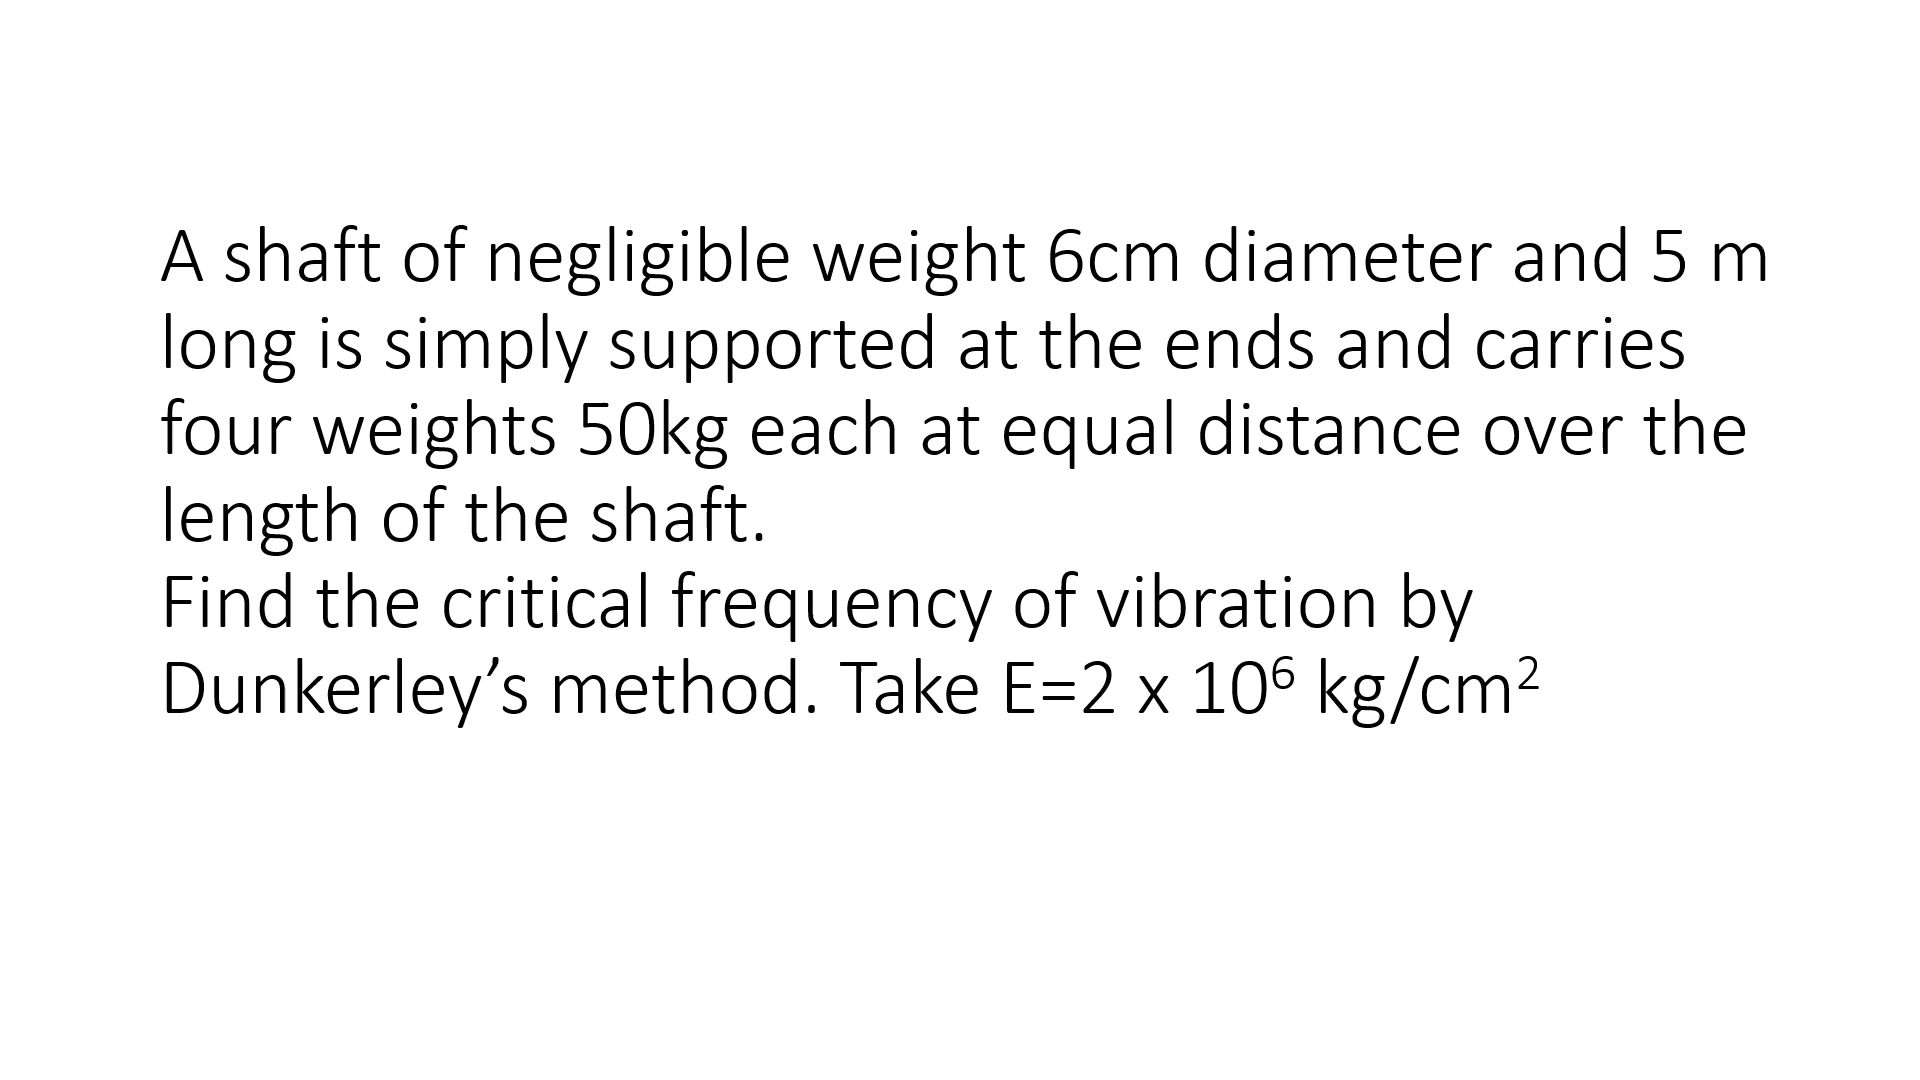 A shaft of negligible weight 6cm diameter and 5 m
long is simply supported at the ends and carries
four weights 50kg each at equal distance over the
length of the shaft.
Find the critical frequency of vibration by
Dunkerley’s method. Take E=2 x 10⁶ kg/cm²